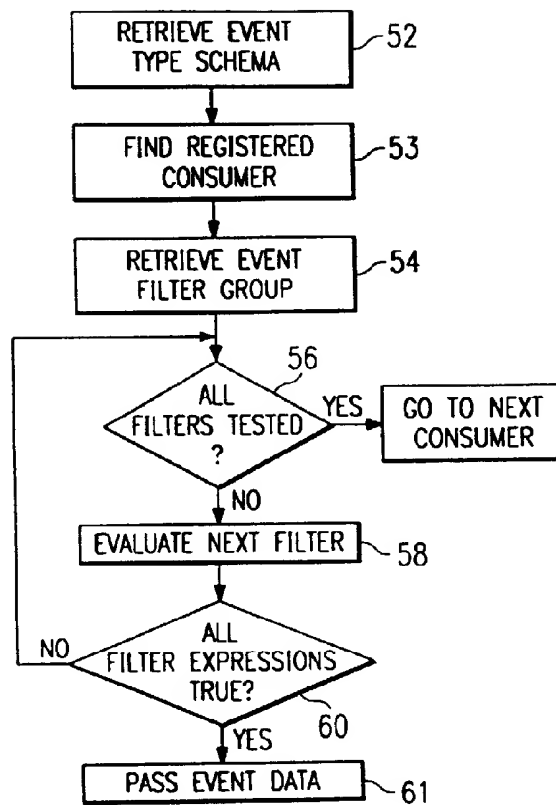 RETRIEVE EVENT
TYPE SCHEMA
52
FIND REGISTERED
CONSUMER
53
RETRIEVE EVENT
FILTER GROUP
54
56
ALL
FILTERS TESTED
?
YES
GO TO NEXT
CONSUMER
NO
EVALUATE NEXT FILTER
58
NO
ALL
FILTER EXPRESSIONS
TRUE?
60
YES
PASS EVENT DATA
61